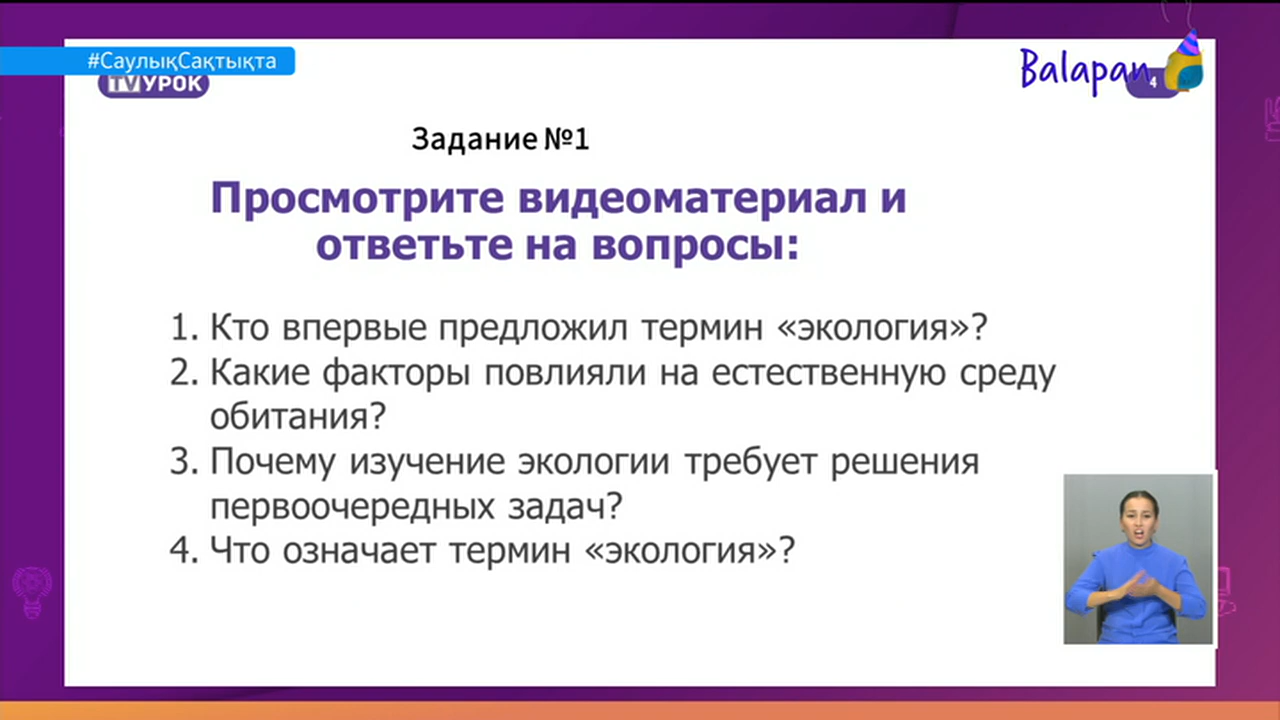 #СаулықСақтықта
TVУРОК
Balapan
4
Задание №1
Просмотрите видеоматериал и
ответьте на вопросы:
1. Кто впервые предложил термин «экология»?
2. Какие факторы повлияли на естественную среду
обитания?
3. Почему изучение экологии требует решения
первоочередных задач?
4. Что означает термин «экология»?